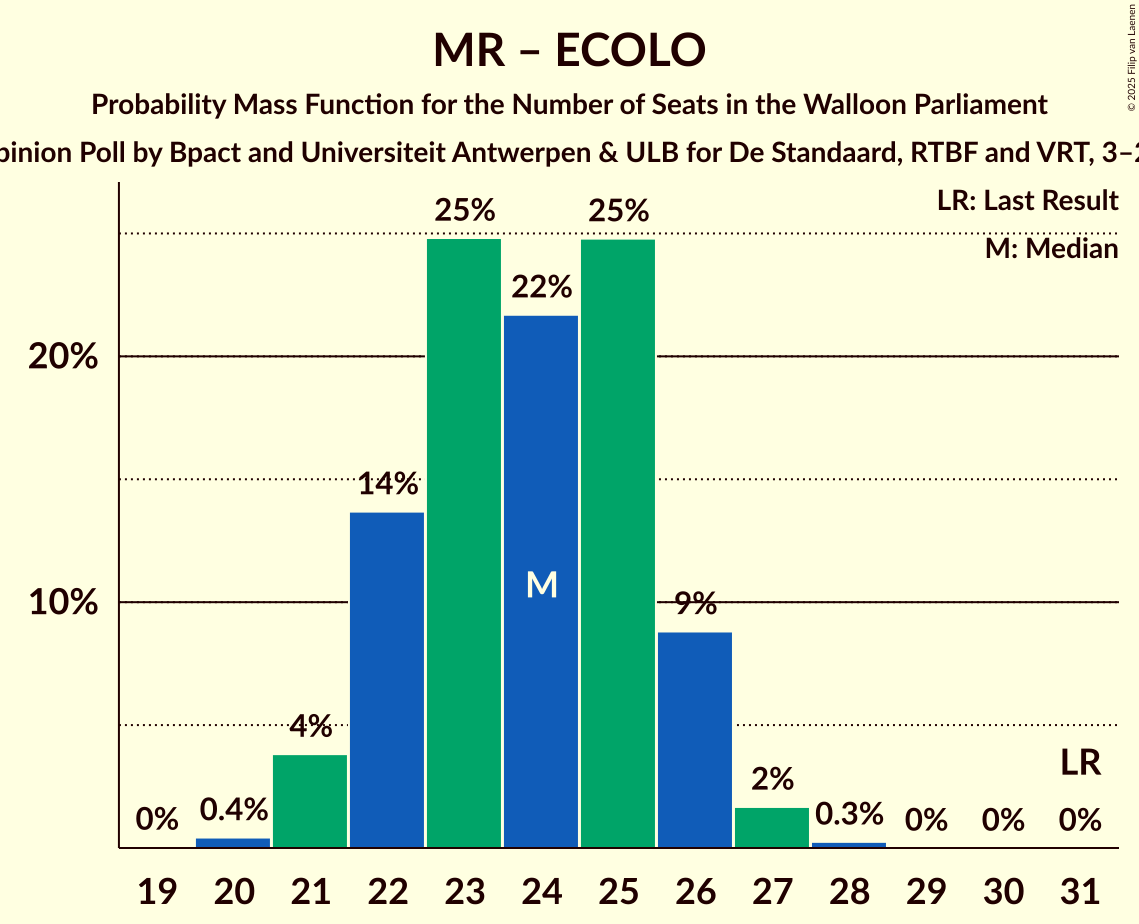 MR – ECOLO
Probability Mass Function for the Number of Seats in the Walloon Parliament
Opinion Poll by Bpact and Universiteit Antwerpen & ULB for De Standaard, RTBF and VRT, 3–2
© 2025 Filip van Laenen
LR: Last Result
M: Median
25% 25%
22%
20%
14%
M
10%
9%
4%
LR
2%
0% 0.4% 0.3% 0% 0% 0%
19 20 21 22 23 24 25 26 27 28 29 30 31